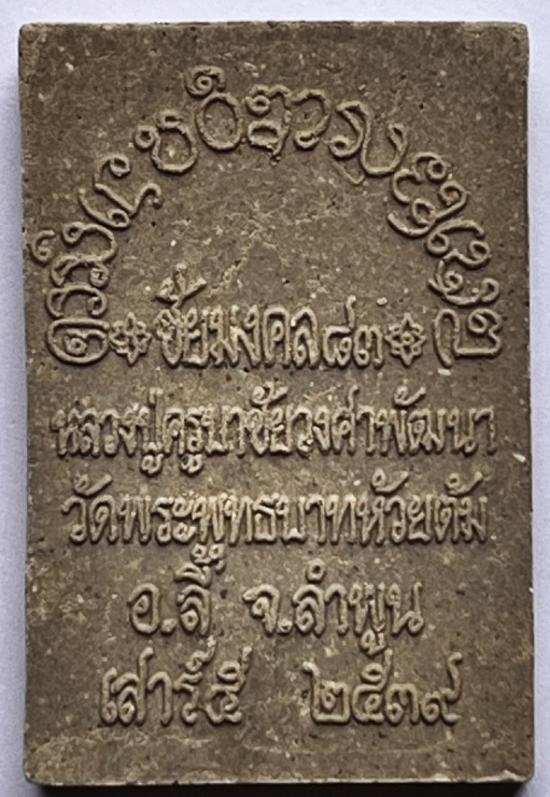 ชัยมงคล๘๓
หลวงปู่ครูบาชัยวงศาพัฒนา
วัดพระพุทธบาทห้วยต้ม
อ.ลี้ จ.ลำพูน
เสาร์๕ ๒๕๓๙